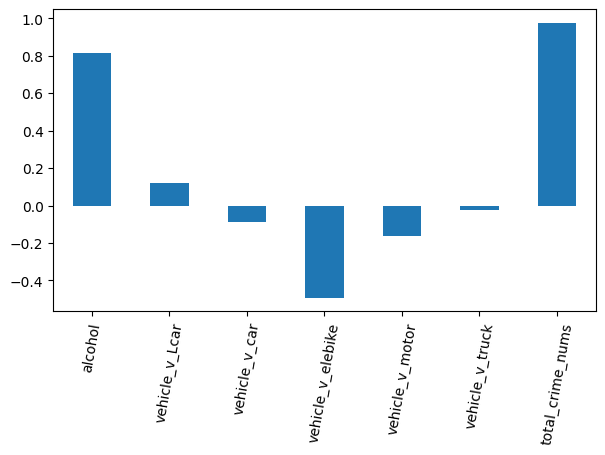 1.0
0.8
0.6
0.4
0.2
0.0
−0.2
−0.4
alcohol
vehicle_v_Lcar
vehicle_v_car
vehicle_v_elebike
vehicle_v_motor
vehicle_v_truck
total_crime_nums